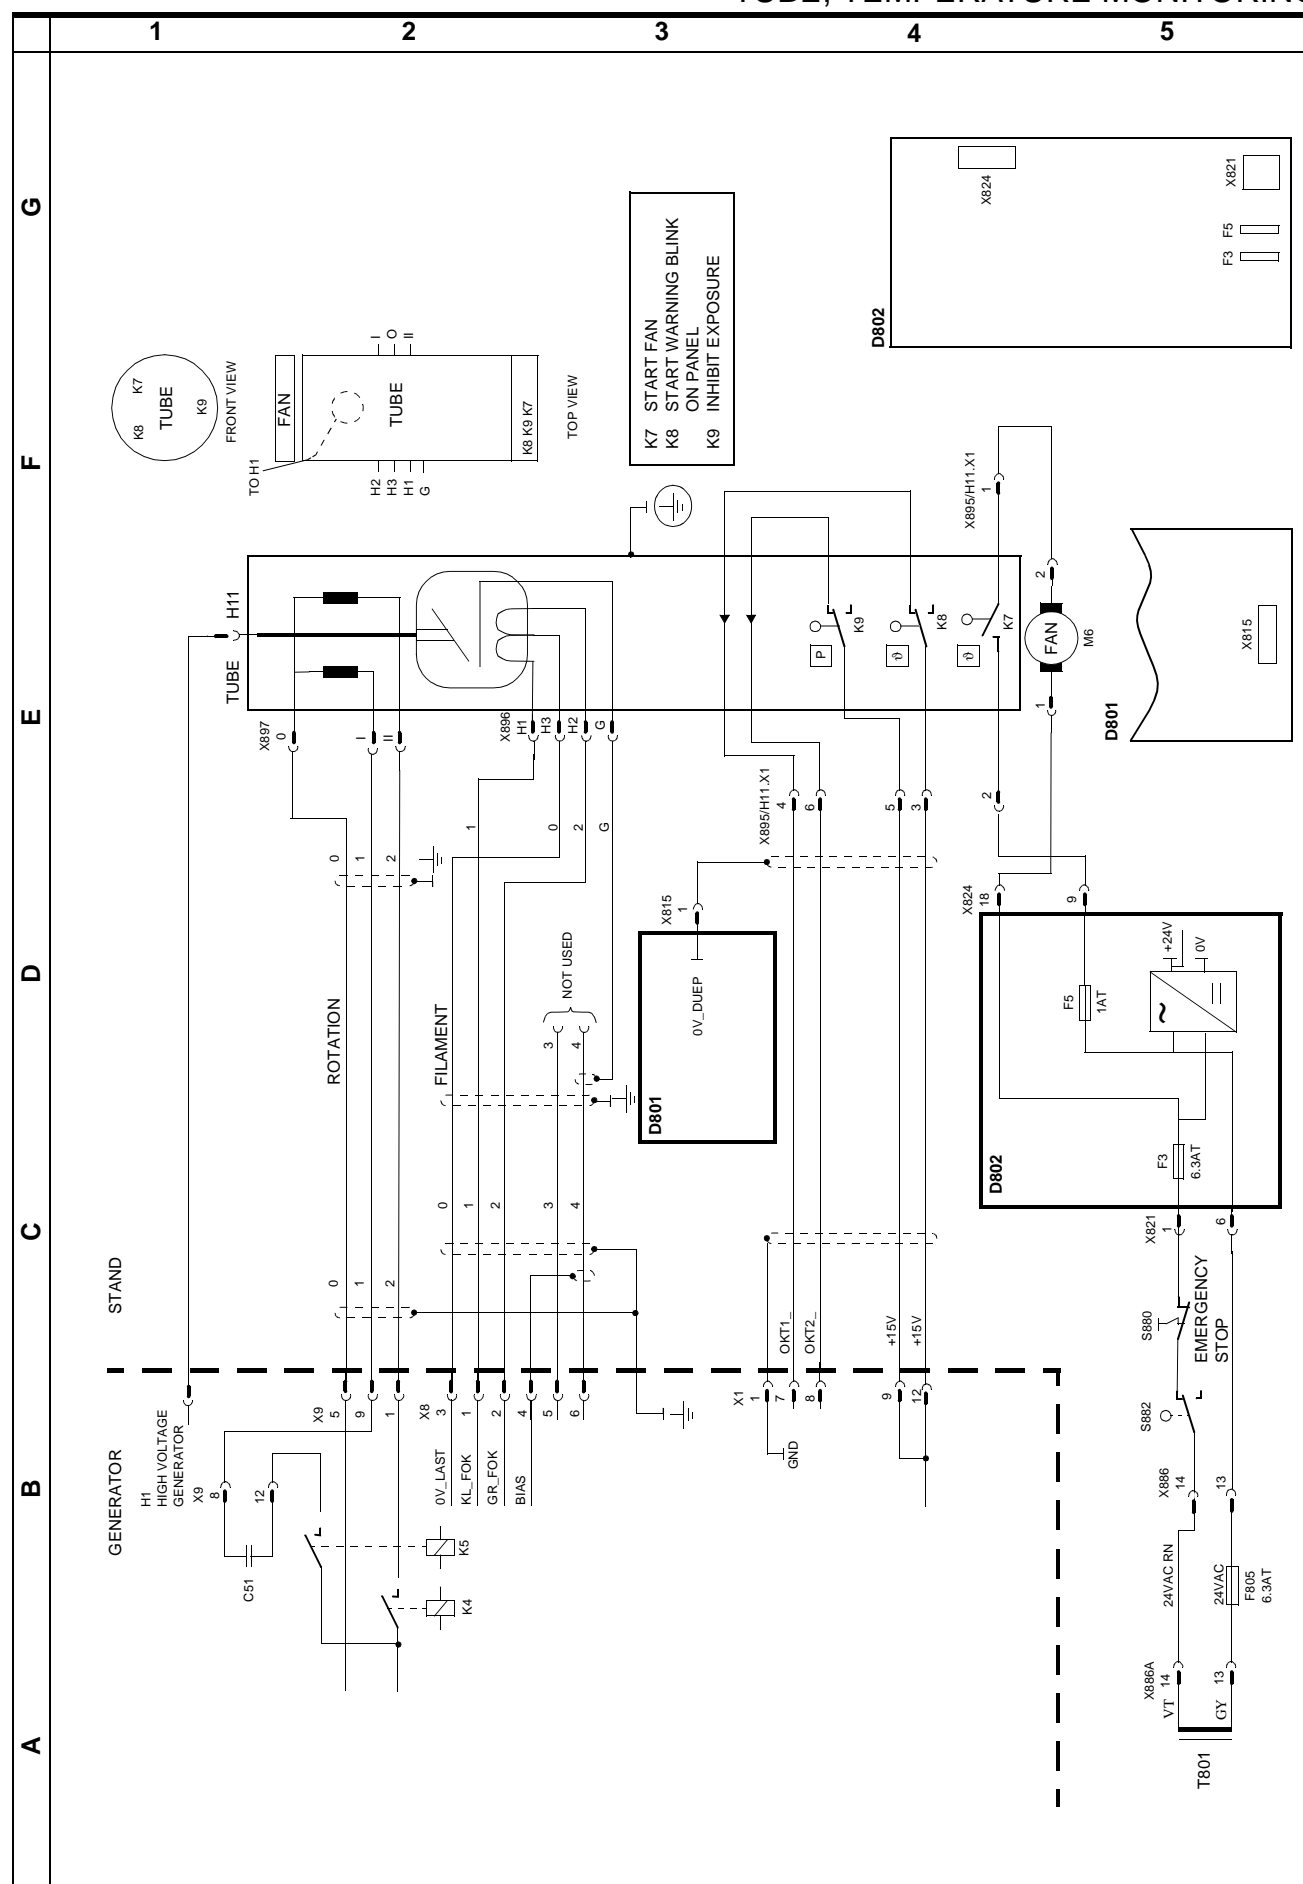 1 2 3 4 5
G
F
E
D
C
B
A
X824
X821
F5
F3
D802
K7 START FAN
K8 START WARNING BLINK
ON PANEL
K9 INHIBIT EXPOSURE
K8
K7
TUBE
K9
FRONT VIEW
FAN
TO H1
TUBE
I
O
II
H2
H3
H1
G
K8 K9 K7
TOP VIEW
X895/H11.X1
1
TUBE H11
P
K9
ϑ
K8
ϑ
K7
2
FAN
M6
1
X815
D801
X897
0
I
II
X896
H1
H3
H2
G
X895/H11.X1
4
6
5
3
2
0
1
2
1
0
2
G
X815
1
X824
18
9
ROTATION
FILAMENT
NOT USED
3
4
0V_DUEP
D801
F5
1AT
+24V
0V
~
F3
6.3AT
D802
0
1
2
3
4
X821
1
6
STAND
0
1
2
OKT1_
OKT2_
+15V
+15V
S880
EMERGENCY
STOP
GENERATOR
H1
HIGH VOLTAGE
GENERATOR
X9
5
9
1
X8
3
1
2
4
5
6
X1
1
7
8
9
12
S882
X9
8
12
0V_LAST
KL_FOK
GR_FOK
BIAS
GND
X886
14
13
C51
K5
K4
24VAC RN
24VAC
F805
6.3AT
X886A
14
13
VT
GY
T801